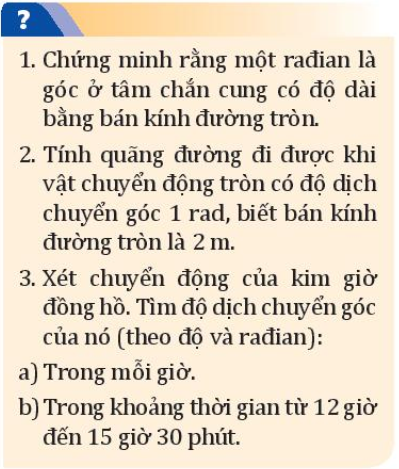 ?
1. Chứng minh rằng một rađian là
góc ở tâm chắn cung có độ dài
bằng bán kính đường tròn.
2. Tính quãng đường đi được khi
vật chuyển động tròn có độ dịch
chuyển góc 1 rad, biết bán kính
đường tròn là 2 m.
3. Xét chuyển động của kim giờ
đồng hồ. Tìm độ dịch chuyển góc
của nó (theo độ và rađian):
a) Trong mỗi giờ.
b) Trong khoảng thời gian từ 12 giờ
đến 15 giờ 30 phút.